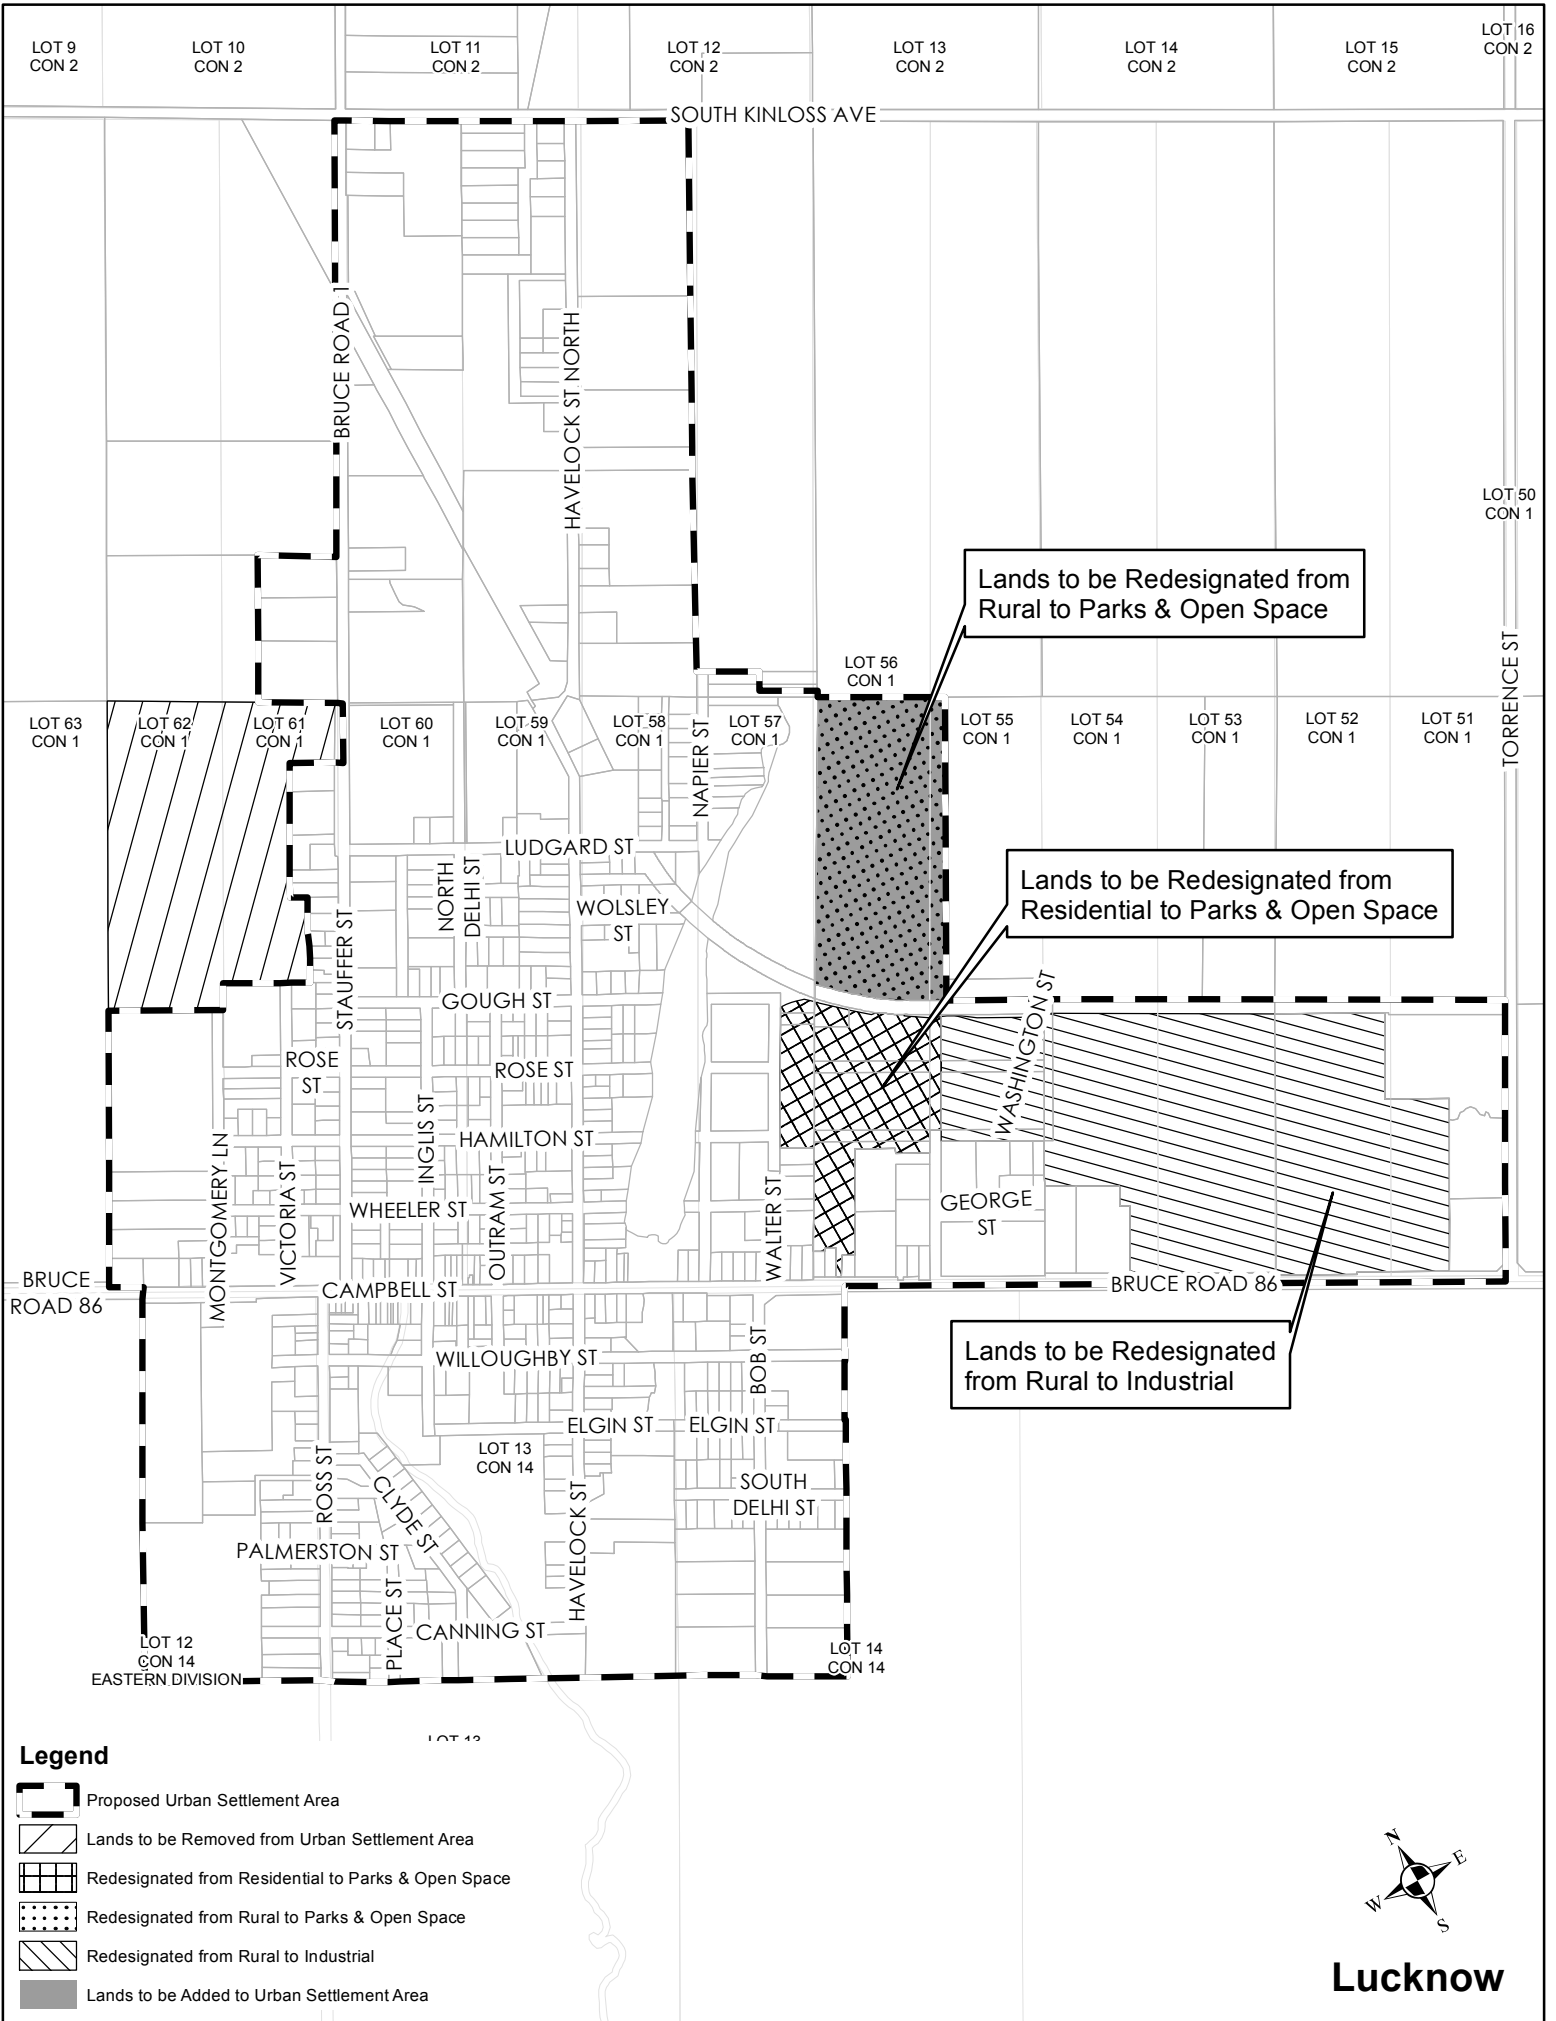 LOT 9
CON 2
LOT 10
CON 2
LOT 11
CON 2
LOT 12
CON 2
LOT 13
CON 2
LOT 14
CON 2
LOT 15
CON 2
LOT 16
CON 2
SOUTH KINLOSS AVE
BRUCE ROAD 1
HAVELOCK ST NORTH
LOT 50
CON 1
Lands to be Redesignated from
Rural to Parks & Open Space
TORRENCE ST
LOT 56
CON 1
LOT 63
CON 1
LOT 62
CON 1
LOT 61
CON 1
LOT 60
CON 1
LOT 59
CON 1
LOT 58
CON 1
NAPIER ST
LOT 57
CON 1
LOT 55
CON 1
LOT 54
CON 1
LOT 53
CON 1
LOT 52
CON 1
LOT 51
CON 1
LUDGARD ST
NORTH
DELHI ST
WOLSLEY
ST
Lands to be Redesignated from
Residential to Parks & Open Space
STAUFFER ST
GOUGH ST
WASHINGTON ST
ROSE
ST
ROSE ST
INGLIS ST
HAMILTON ST
MONTGOMERY LN
VICTORIA ST
WHEELER ST
OUTRAM ST
WALTER ST
GEORGE
ST
BRUCE
ROAD 86
CAMPBELL ST
BRUCE ROAD 86
WILLOUGHBY ST
BOB ST
Lands to be Redesignated
from Rural to Industrial
ELGIN ST
ELGIN ST
LOT 13
CON 14
ROSS ST
CLYDE ST
HAVELOCK ST
SOUTH
DELHI ST
PALMERSTON ST
PLACE ST
CANNING ST
LOT 12
CON 14
EASTERN DIVISION
LOT 14
CON 14
LOT 13
Legend
Proposed Urban Settlement Area
Lands to be Removed from Urban Settlement Area
Redesignated from Residential to Parks & Open Space
Redesignated from Rural to Parks & Open Space
Redesignated from Rural to Industrial
Lands to be Added to Urban Settlement Area
N
E
W
S
Lucknow